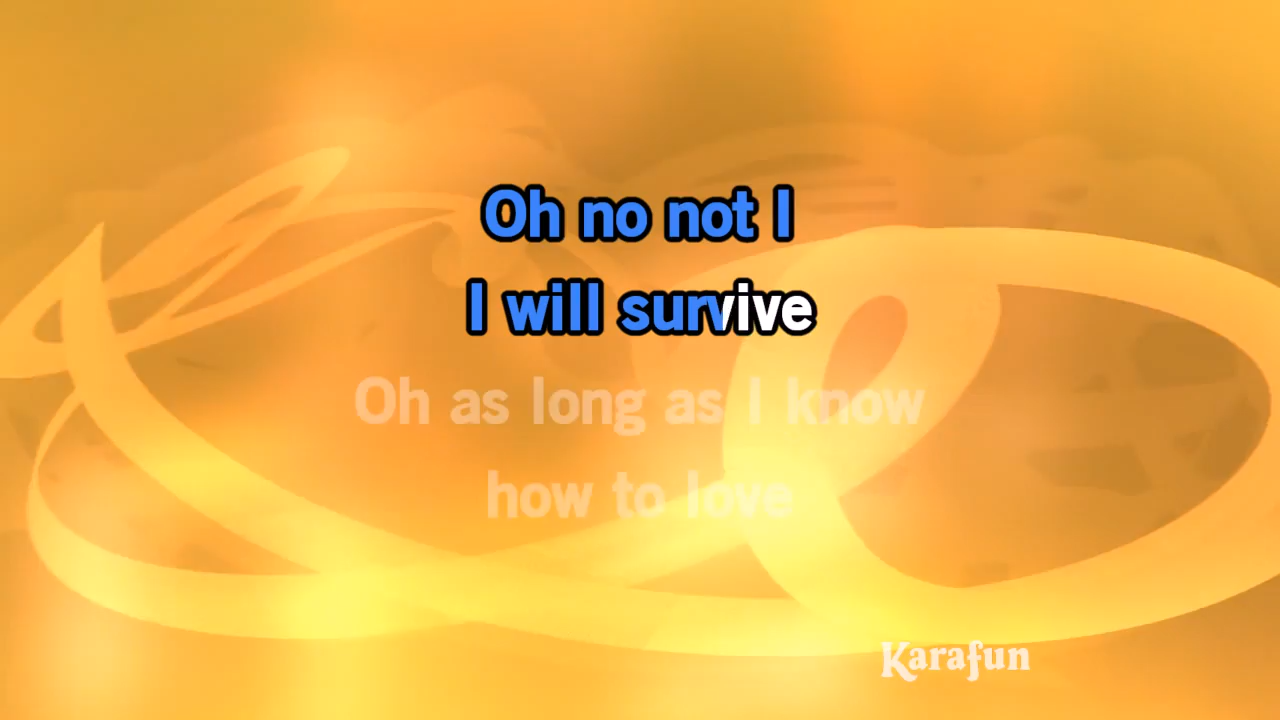 Oh no not I
I will survive
Oh as long as I know
how to love
Karafun